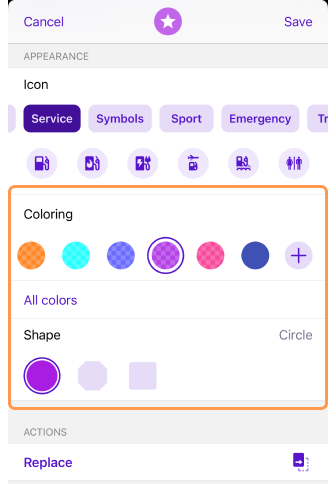 Cancel
Save
APPEARANCE
Icon
Service
Symbols
Sport
Emergency
Tr
Coloring
All colors
Shape
Circle
ACTIONS
Replace